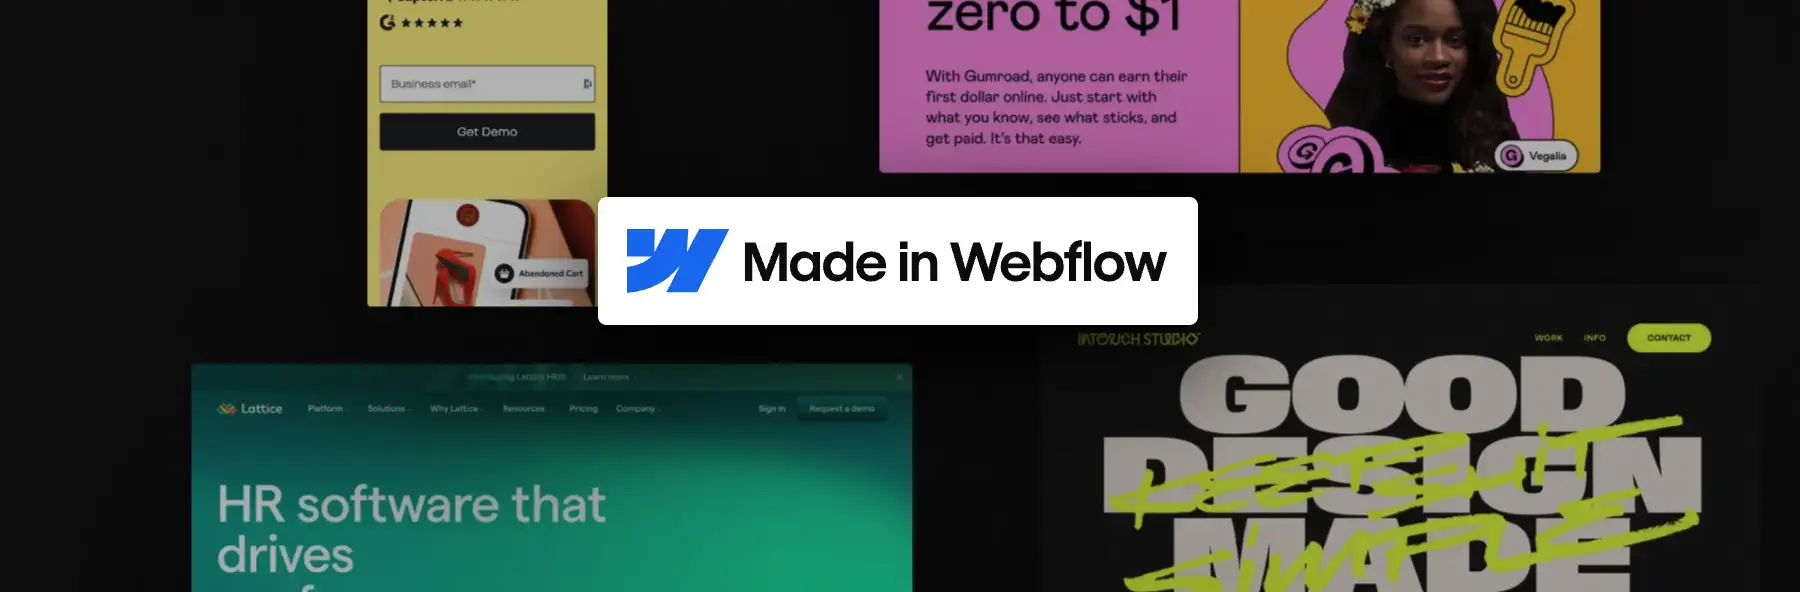 Business email*
Get Demo
Abandoned Cart
zero to $1
With Gumroad, anyone can earn their
first dollar online. Just start with
what you know, see what sticks, and
get paid. It's that easy.
G
G
G
Vegalia
Made in Webflow
Lattice HRIS
Learn more
Lattice
Platform
Solutions
Why Lattice
Resources
Pricing
Company
Sign in
Request a demo
HR software that
drives
INTOUCH STUDIO
WORK
INFO
CONTACT
GOOD
DESIGN
MADE
KEEP IT
SIMPLE